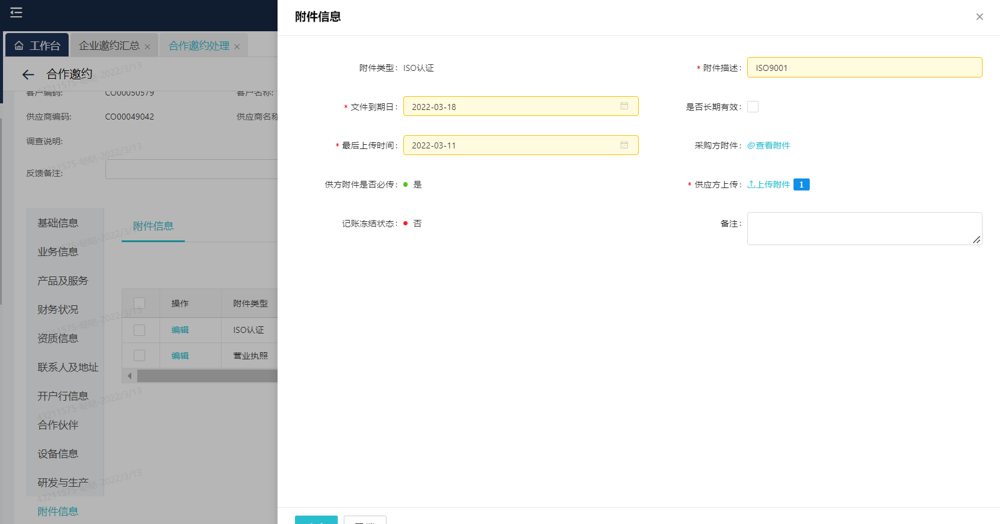 附件信息
工作台
企业邀约汇总
合作邀约处理
合作邀约
客户编码:
CO00050579
客户名称:
供应商编码:
CO00049042
供应商名称
调查说明:
反馈备注:
基础信息
业务信息
产品及服务
财务状况
资质信息
联系人及地址
开户行信息
合作伙伴
设备信息
研发与生产
附件信息
附件信息
操作
附件类型
编辑
ISO认证
编辑
营业执照
附件类型: ISO认证
* 附件描述: ISO9001
* 文件到期日: 2022-03-18
是否长期有效:
* 最后上传时间: 2022-03-11
采购方附件: 查看附件
供方附件是否必传: 是
* 供应方上传: 上传附件 1
记账冻结状态: 否
备注: